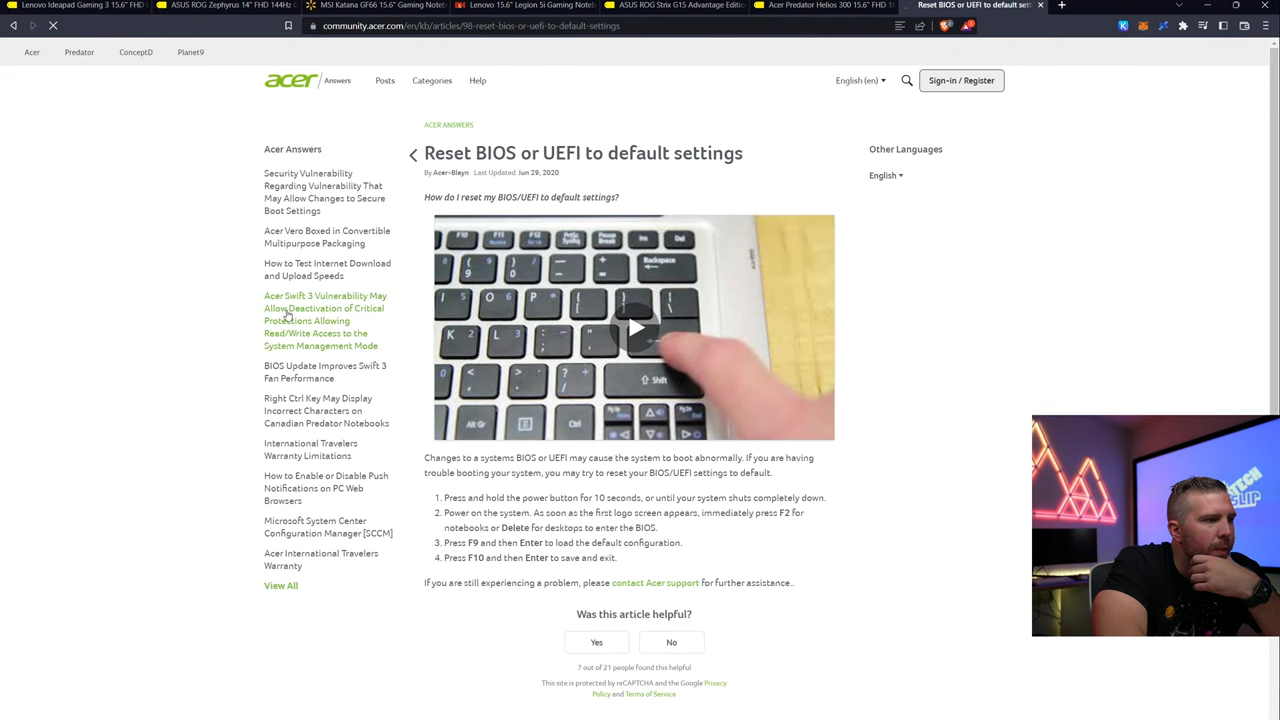 Lenovo Ideapad Gaming 3 15.6" FHD
ASUS ROG Zephyrus 14" FHD 144Hz
MSI Katana GF66 15.6" Gaming Noteb
Lenovo 15.6" Legion 5i Gaming Noteb
ASUS ROG Strix G15 Advantage Editio
Acer Predator Helios 300 15.6" FHD
Reset BIOS or UEFI to default sett
community.acer.com/en/kb/articles/98-reset-bios-or-uefi-to-default-settings
Acer
Predator
ConceptD
Planet9
acer / Answers
Posts
Categories
Help
English (en)
Sign-in / Register
Acer Answers
Security Vulnerability
Regarding Vulnerability That
May Allow Changes to Secure
Boot Settings
Acer Vero Boxed in Convertible
Multipurpose Packaging
How to Test Internet Download
and Upload Speeds
Acer Swift 3 Vulnerability May
Allow Deactivation of Critical
Protections Allowing
Read/Write Access to the
System Management Mode
BIOS Update Improves Swift 3
Fan Performance
Right Ctrl Key May Display
Incorrect Characters on
Canadian Predator Notebooks
International Travelers
Warranty Limitations
How to Enable or Disable Push
Notifications on PC Web
Browsers
Microsoft System Center
Configuration Manager [SCCM]
Acer International Travelers
Warranty
View All
ACER ANSWERS
Reset BIOS or UEFI to default settings
By Acer-Blayn Last Updated: Jun 29, 2020
How do I reset my BIOS/UEFI to default settings?
Backspace
Shift
Alt Gr
Ctrl
Changes to a systems BIOS or UEFI may cause the system to boot abnormally. If you are having
trouble booting your system, you may try to reset your BIOS/UEFI settings to default.
1. Press and hold the power button for 10 seconds, or until your system shuts completely down.
2. Power on the system. As soon as the first logo screen appears, immediately press F2 for
notebooks or Delete for desktops to enter the BIOS.
3. Press F9 and then Enter to load the default configuration.
4. Press F10 and then Enter to save and exit.
If you are still experiencing a problem, please contact Acer support for further assistance..
Was this article helpful?
Yes
No
7 out of 21 people found this helpful
This site is protected by reCAPTCHA and the Google Privacy
Policy and Terms of Service
Other Languages
English